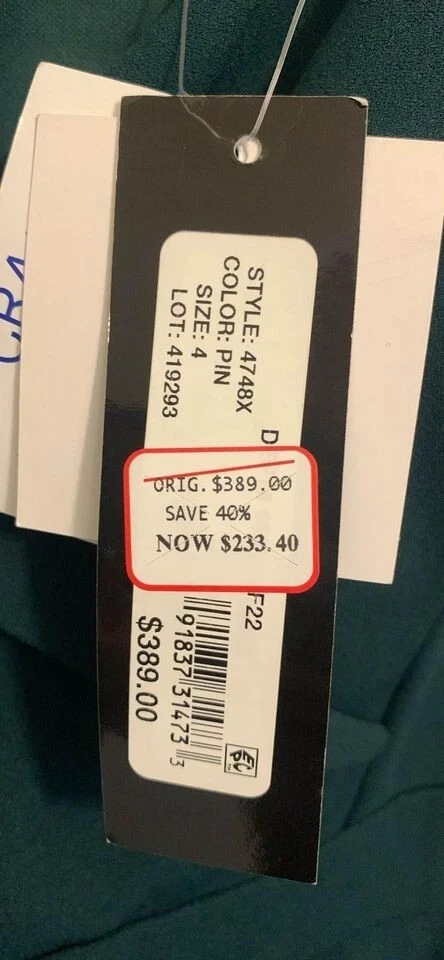 STYLE: 4748X
COLOR: PIN
SIZE: 4
LOT: 419293
D
F22
ORIG. $389.00
SAVE 40%
NOW $233.40
91837 31473 3
$389.00